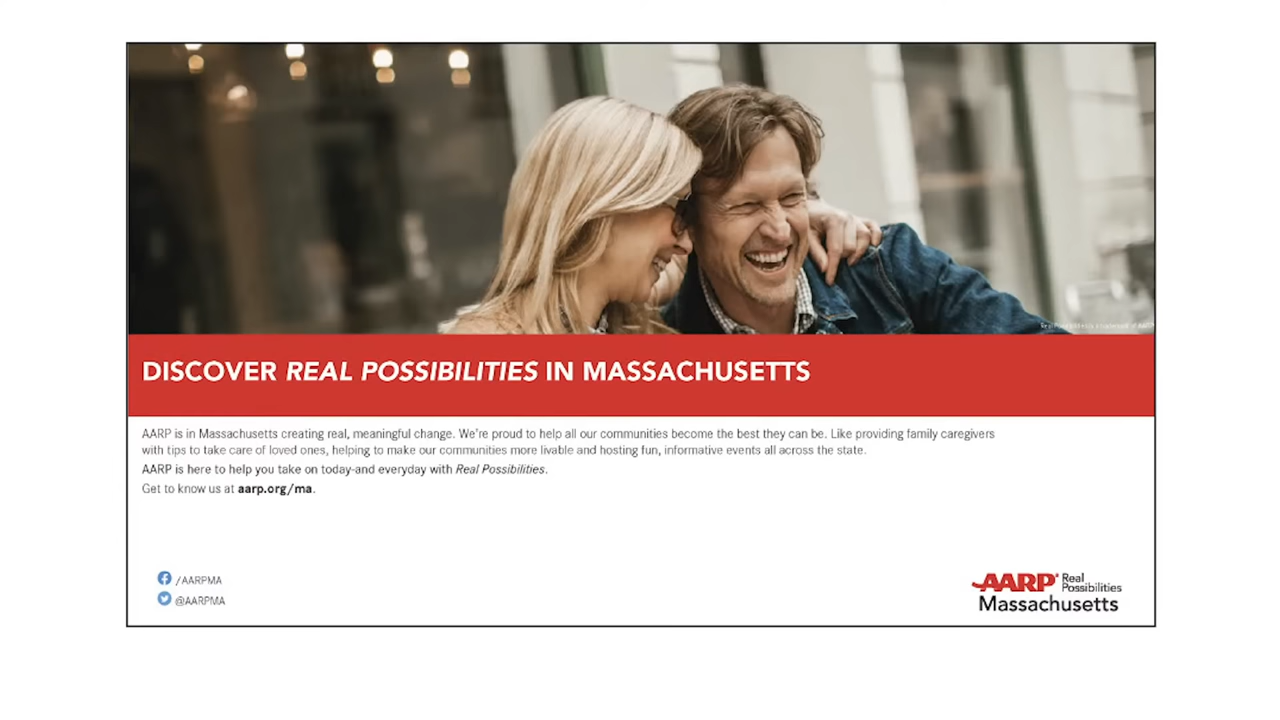 DISCOVER REAL POSSIBILITIES IN MASSACHUSETTS
AARP is in Massachusetts creating real, meaningful change. We're proud to help all our communities become the best they can be. Like providing family caregivers
with tips to take care of loved ones, helping to make our communities more livable and hosting fun, informative events all across the state.
AARP is here to help you take on today-and everyday with Real Possibilities.
Get to know us at aarp.org/ma.
/AARPMA
@AARPMA
AARP® Real
Possibilities
Massachusetts